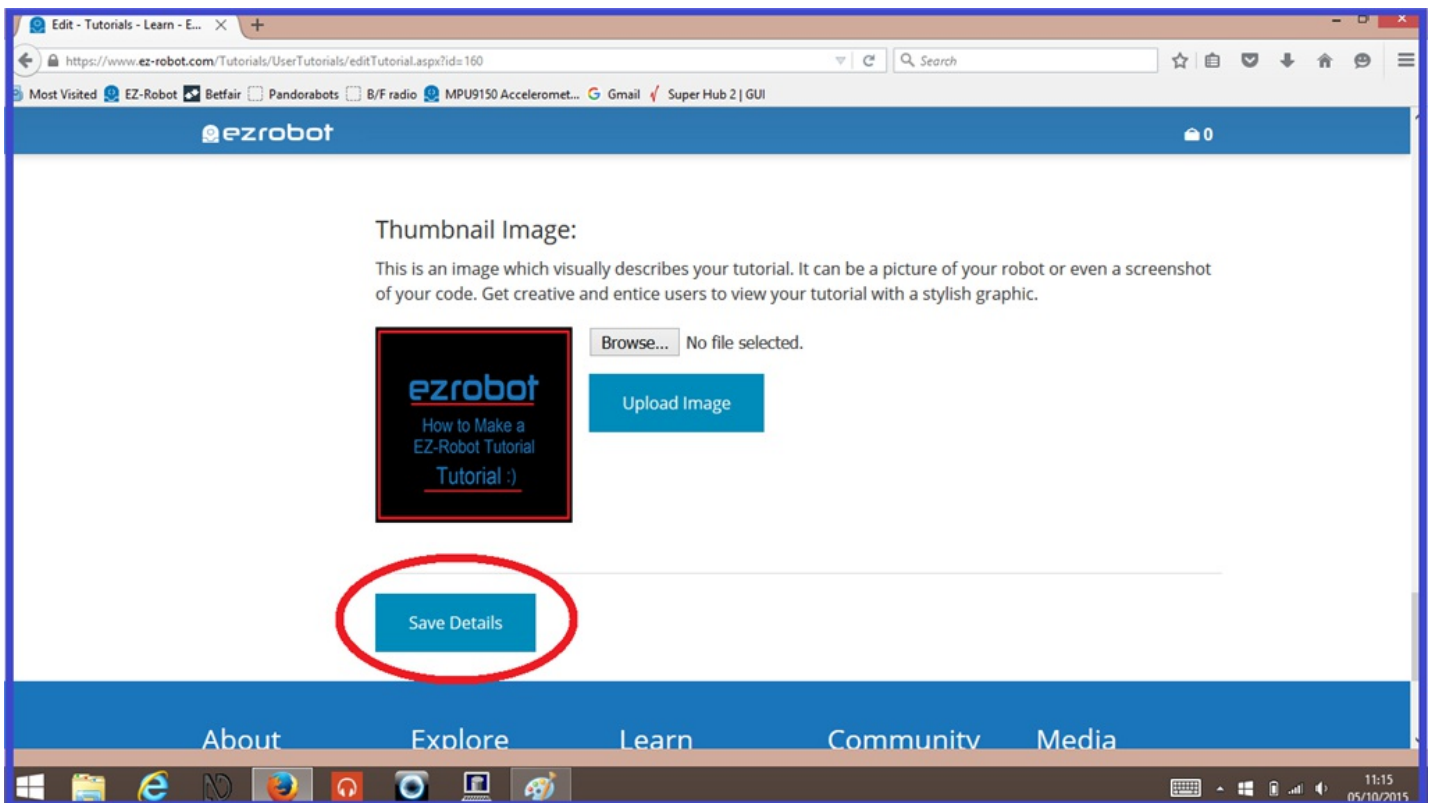 Edit - Tutorials - Learn - E...
https://www.ez-robot.com/Tutorials/UserTutorials/editTutorial.aspx?id=160
Search
Most Visited EZ-Robot Betfair Pandorabots B/F radio MPU9150 Acceleromet... Gmail Super Hub 2 | GUI
ezrobot 0
Thumbnail Image:
This is an image which visually describes your tutorial. It can be a picture of your robot or even a screenshot
of your code. Get creative and entice users to view your tutorial with a stylish graphic.
Browse... No file selected.
Upload Image
ezrobot
How to Make a
EZ-Robot Tutorial
Tutorial :)
Save Details
About Explore Learn Community Media
11:15
05/10/2015